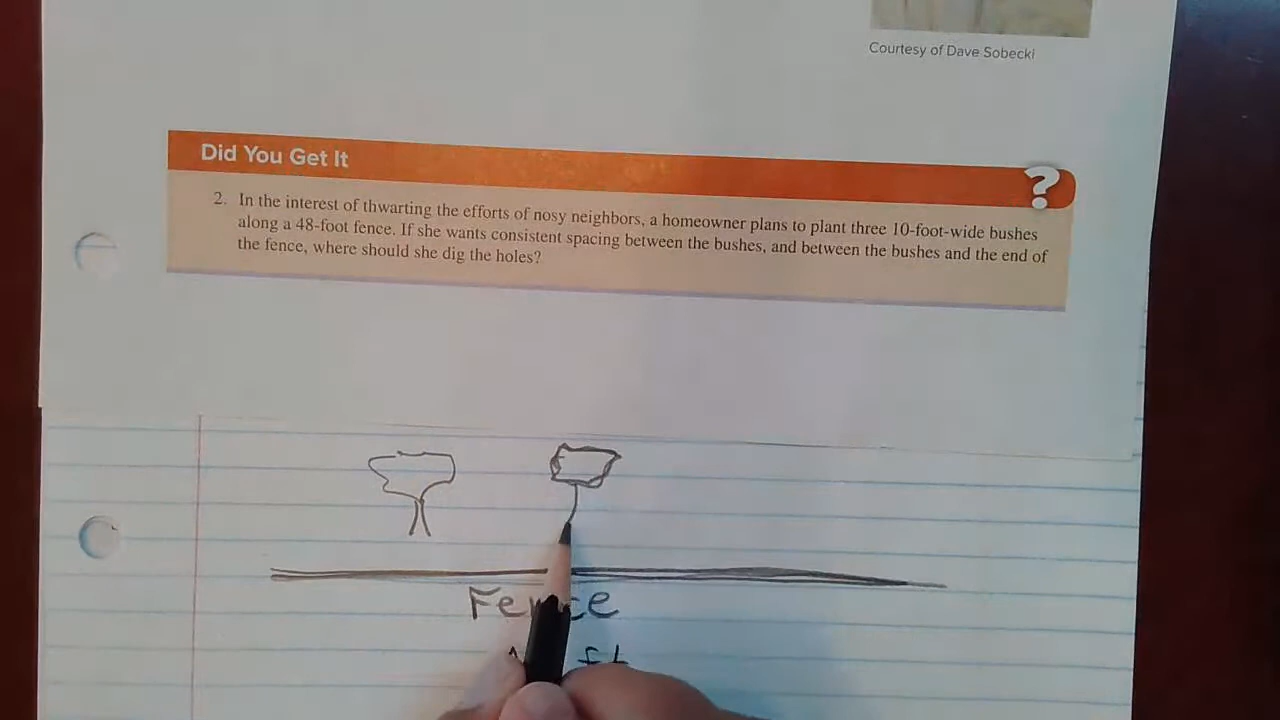 Courtesy of Dave Sobecki
Did You Get It
?
2. In the interest of thwarting the efforts of nosy neighbors, a homeowner plans to plant three 10-foot-wide bushes
along a 48-foot fence. If she wants consistent spacing between the bushes, and between the bushes and the end of
the fence, where should she dig the holes?
Fence
ft